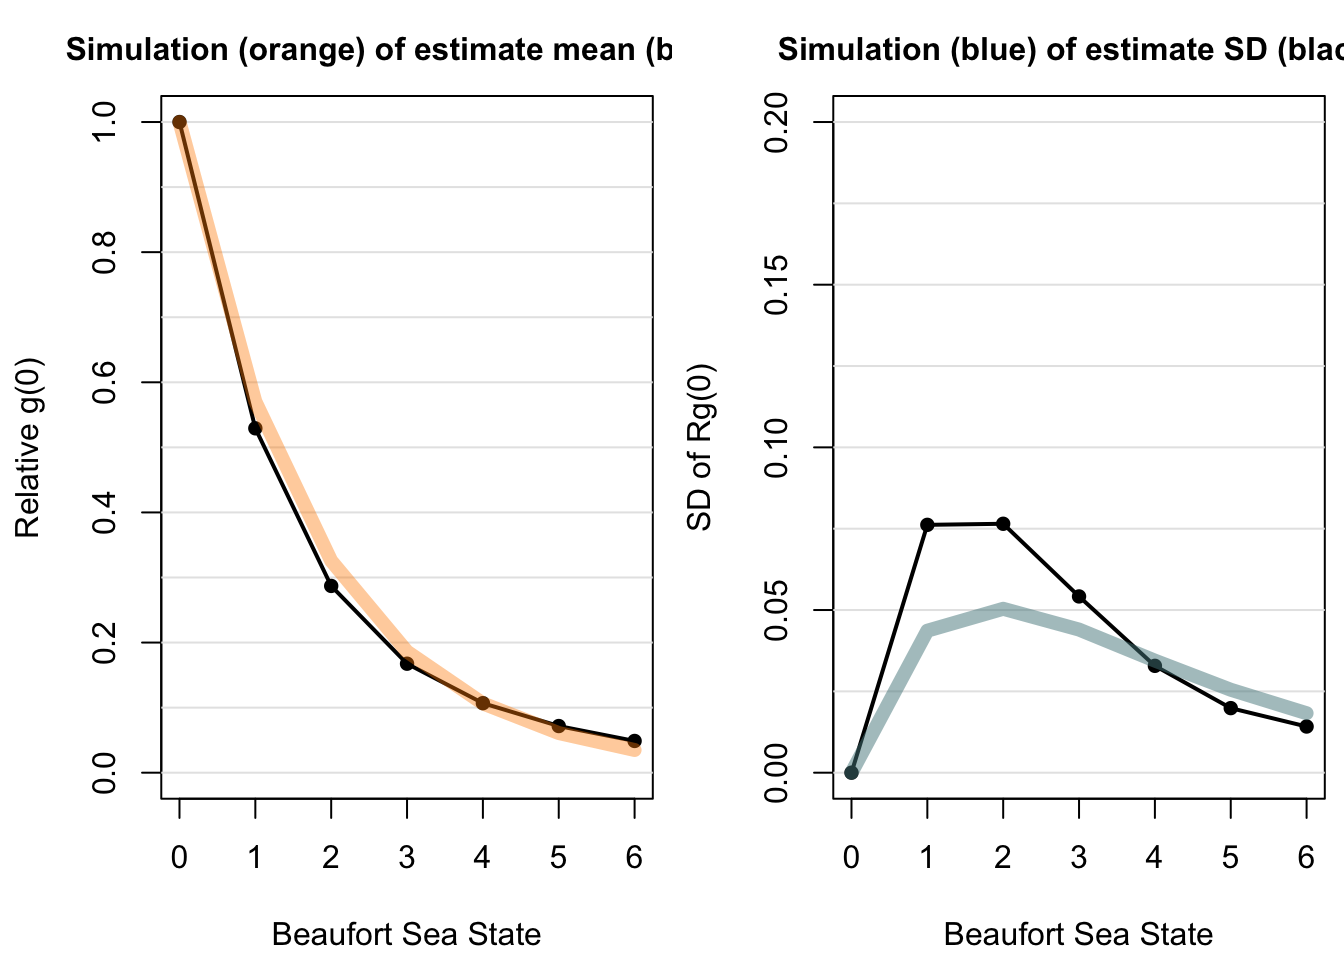 Simulation (orange) of estimate mean (b
Relative g(0)
1.0
0.8
0.6
0.4
0.2
0.0
0 1 2 3 4 5 6
Beaufort Sea State
Simulation (blue) of estimate SD (blac
SD of Rg(0)
0.20
0.15
0.10
0.05
0.00
0 1 2 3 4 5 6
Beaufort Sea State